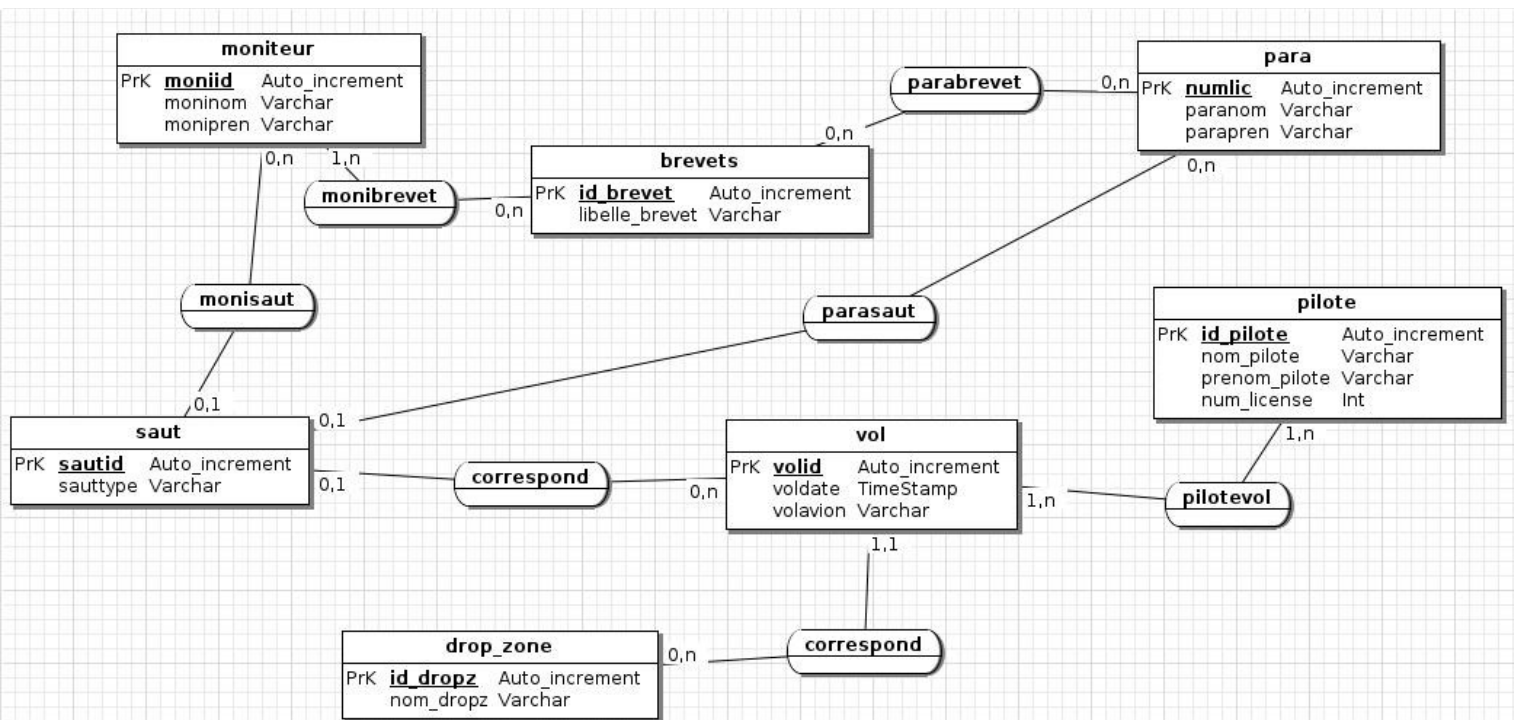 moniteur
PrK moniid Auto_increment
moninom Varchar
monipren Varchar
0,n
1,n
monibrevet
0,n
brevets
PrK id_brevet Auto_increment
libelle_brevet Varchar
0,n
parabrevet
0,n
para
PrK numlic Auto_increment
paranom Varchar
parapren Varchar
0,n
monisaut
0,1
parasaut
0,1
pilote
PrK id_pilote Auto_increment
nom_pilote Varchar
prenom_pilote Varchar
num_license Int
1,n
saut
PrK sautid Auto_increment
sauttype Varchar
0,1
correspond
0,n
vol
PrK volid Auto_increment
voldate TimeStamp
volavion Varchar
1,n
pilotevol
1,1
drop_zone
PrK id_dropz Auto_increment
nom_dropz Varchar
0,n
correspond